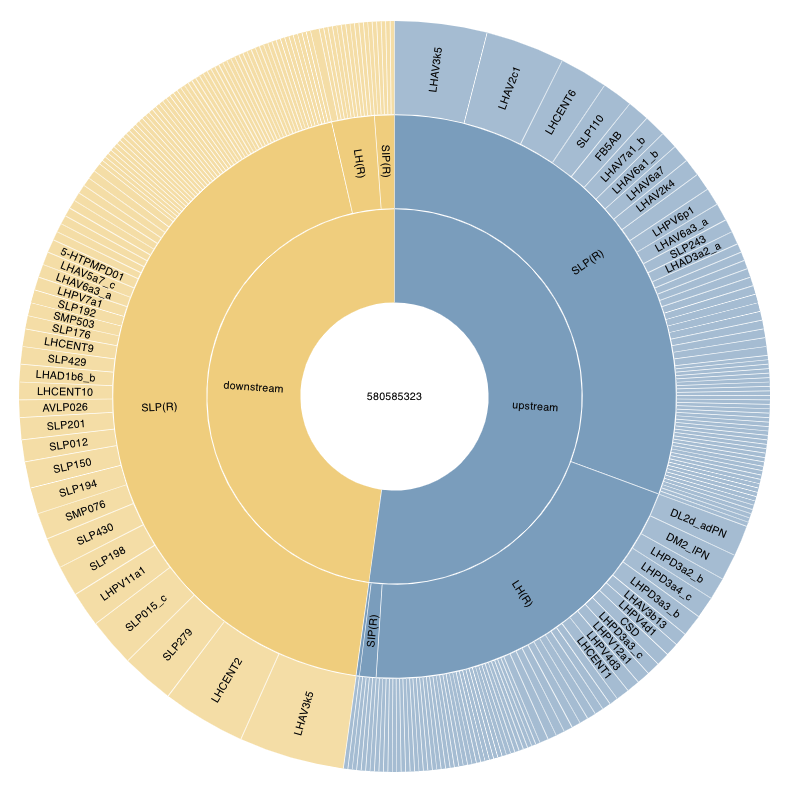 580585323
upstream
downstream
SLP(R)
LH(R)
SIP(R)
SLP(R)
LH(R)
SIP(R)
LHAV3k5
LHAV2c1
LHCENT6
SLP110
FB5AB
LHAV7a1_b
LHAV6a1_b
LHAV6a7
LHAV2k4
LHPV6p1
LHAV6a3_a
SLP243
LHAD3a2_a
DL2d_adPN
DM2_lPN
LHPD3a2_b
LHPD3a4_c
LHPD3a3_b
LHAV3b13
LHPV4d1
CSD
LHPD3a3_c
LHPV12a1
LHPV4d3
LHCENT1
LHAV3k5
LHCENT2
SLP279
SLP015_c
LHPV11a1
SLP198
SLP430
SMP076
SLP194
SLP150
SLP012
SLP201
AVLP026
LHCENT10
LHAD1b6_b
SLP429
LHCENT9
SLP176
SMP503
SLP192
LHPV7a1
LHAV6a3_a
LHAV5a7_c
5-HTPMPD01